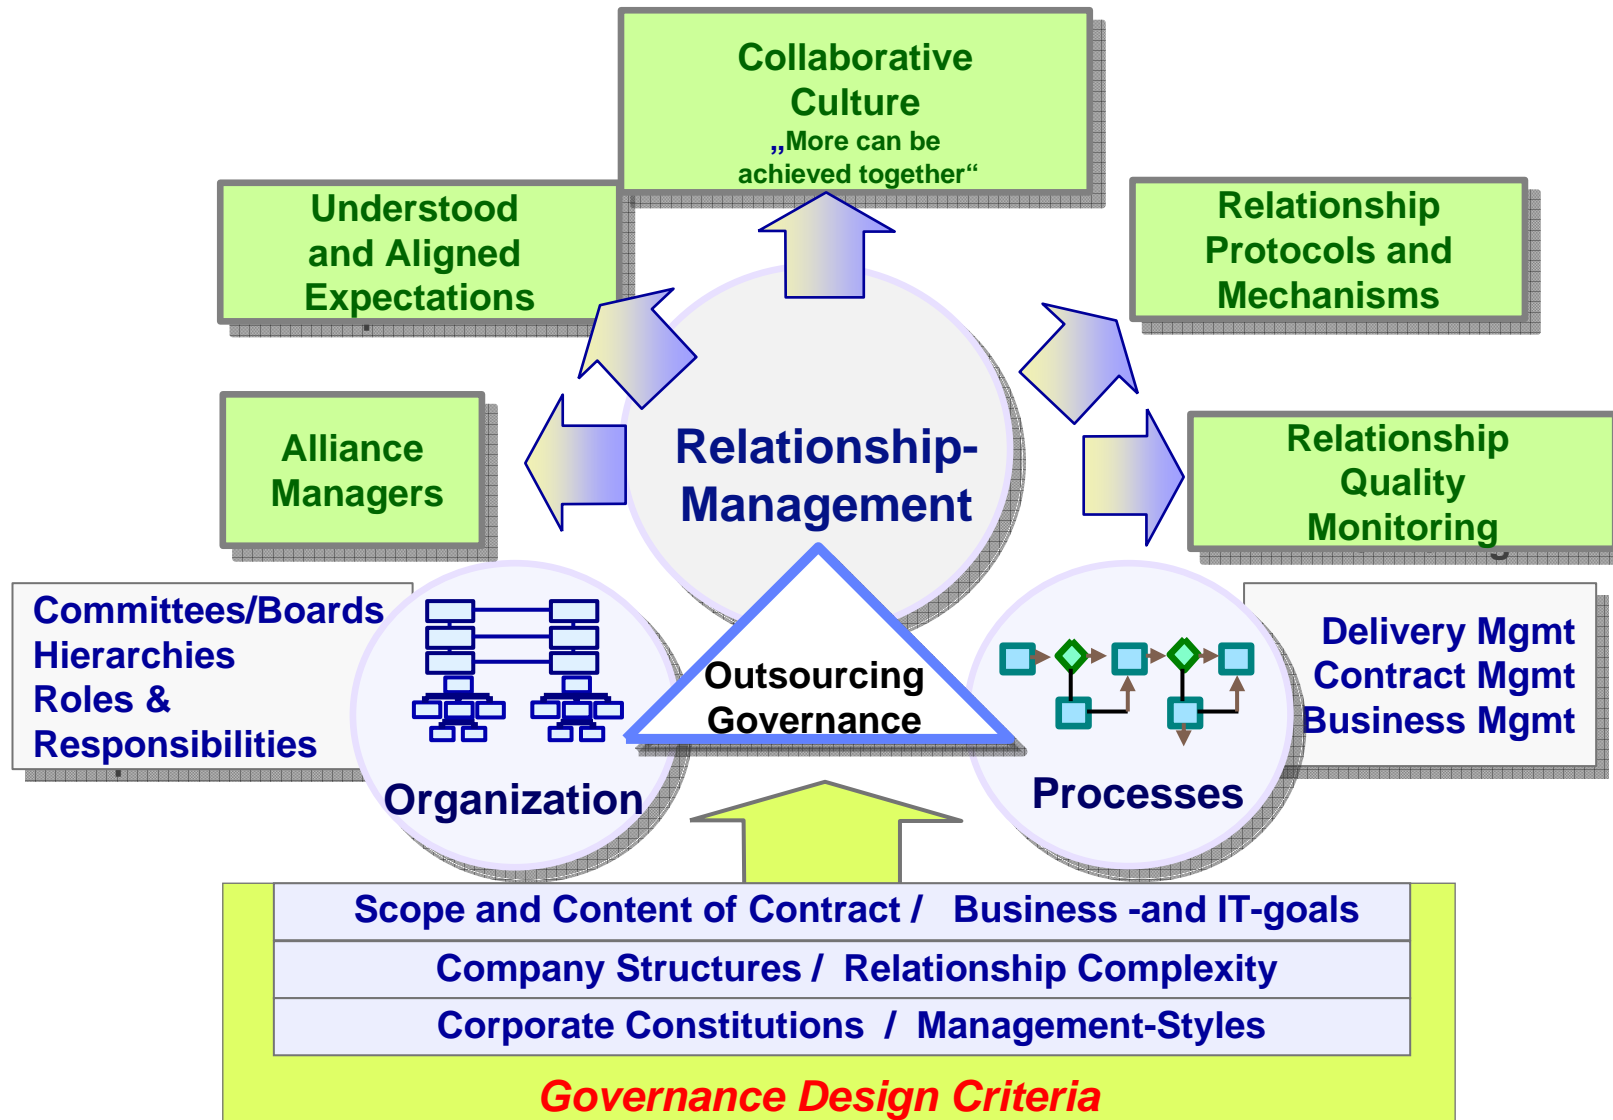 Collaborative
Culture
„More can be
achieved together“
Understood
and Aligned
Expectations
Relationship
Protocols and
Mechanisms
Alliance
Managers
Relationship-
Management
Relationship
Quality
Monitoring
Committees/Boards
Hierarchies
Roles &
Responsibilities
Outsourcing
Governance
Delivery Mgmt
Contract Mgmt
Business Mgmt
Organization
Processes
Scope and Content of Contract / Business -and IT-goals
Company Structures / Relationship Complexity
Corporate Constitutions / Management-Styles
Governance Design Criteria